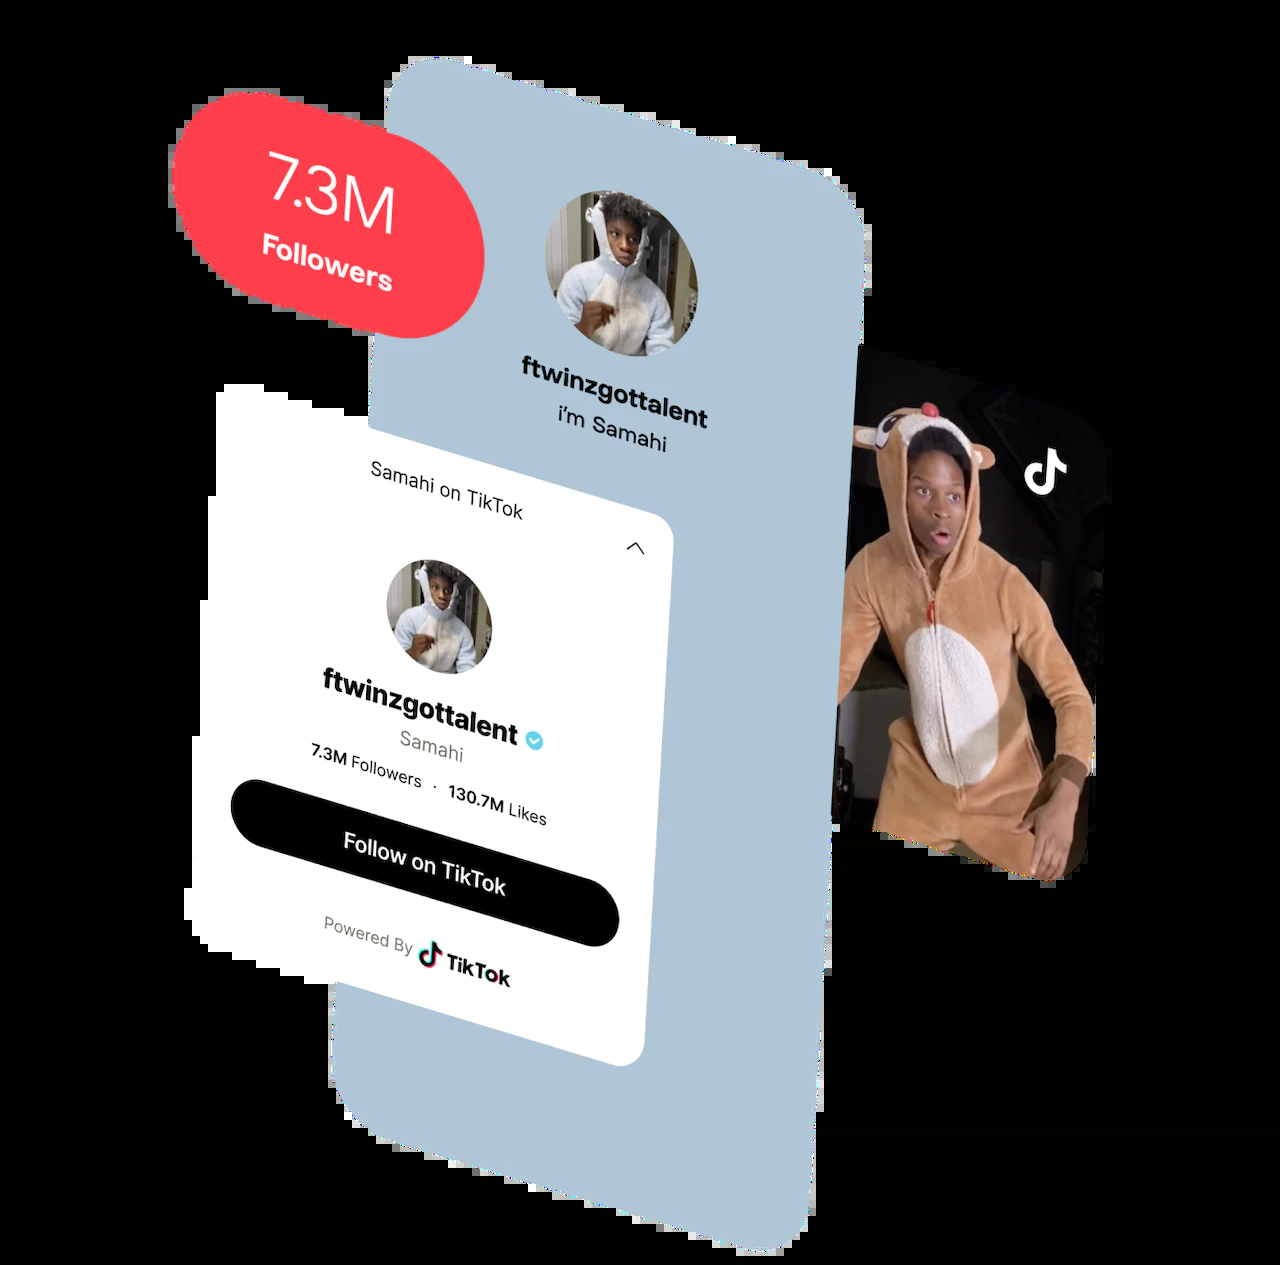 7.3M
Followers
ftwinzgottalent
i’m Samahi
Samahi on TikTok
ftwinzgottalent
Samahi
7.3M Followers · 130.7M Likes
Follow on TikTok
Powered By TikTok